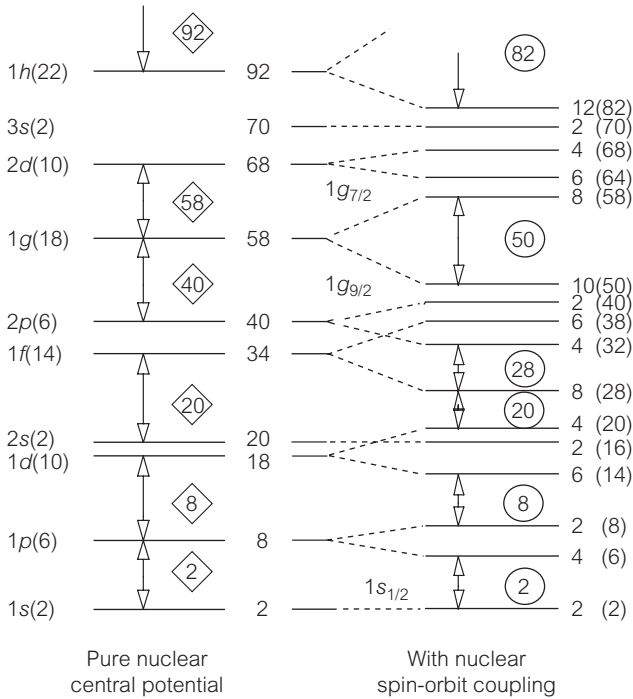 92
82
1h(22) 92
12(82)
3s(2) 70
2 (70)
4 (68)
2d(10) 68
6 (64)
1g7/2
8 (58)
58
1g(18) 58
50
40
1g9/2
10(50)
2 (40)
2p(6) 40
6 (38)
4 (32)
1f(14) 34
28
8 (28)
20
20
4 (20)
2s(2) 20
2 (16)
1d(10) 18
6 (14)
8
8
2 (8)
1p(6) 8
4 (6)
2
1s1/2
2
1s(2) 2
2 (2)
Pure nuclear
central potential
With nuclear
spin-orbit coupling